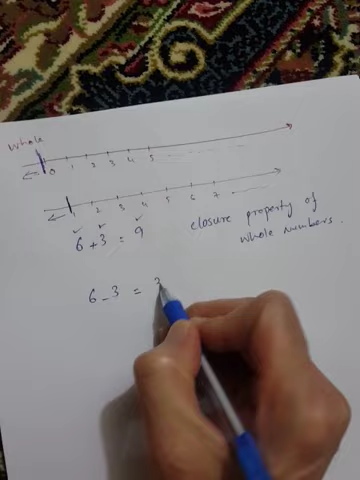 whole
0 1 2 3 4 5
1 2 3 4 5 6 7
6 + 3 = 9
closure property of
whole numbers.
6 - 3 = 3